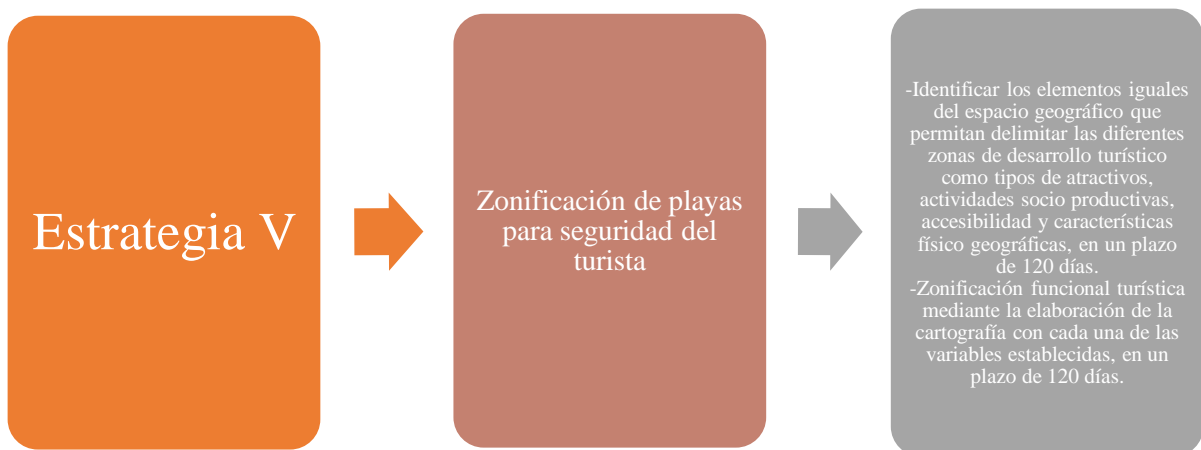 Estrategia V
Zonificación de playas
para seguridad del
turista
-Identificar los elementos iguales
del espacio geográfico que
permitan delimitar las diferentes
zonas de desarrollo turístico
como tipos de atractivos,
actividades socio productivas,
accesibilidad y características
físico geográficas, en un plazo
de 120 días.
-Zonificación funcional turística
mediante la elaboración de la
cartografía con cada una de las
variables establecidas, en un
plazo de 120 días.